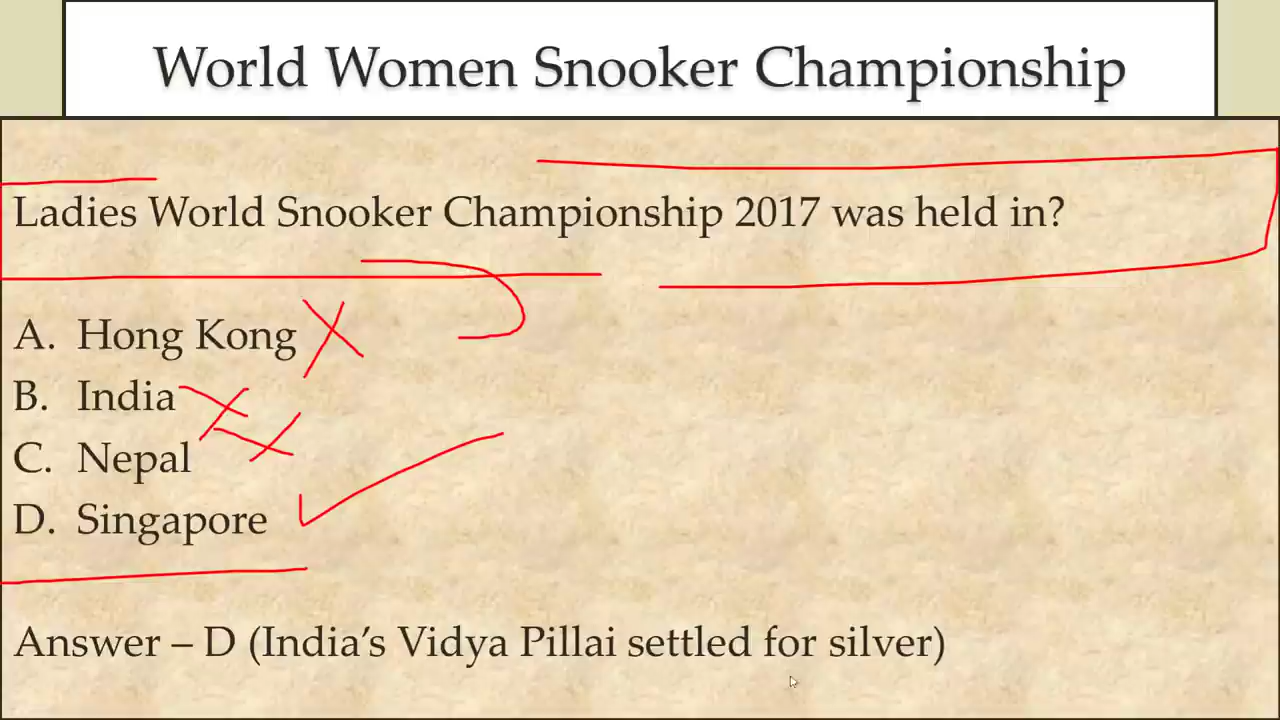 World Women Snooker Championship
Ladies World Snooker Championship 2017 was held in?
A. Hong Kong
B. India
C. Nepal
D. Singapore
Answer – D (India’s Vidya Pillai settled for silver)